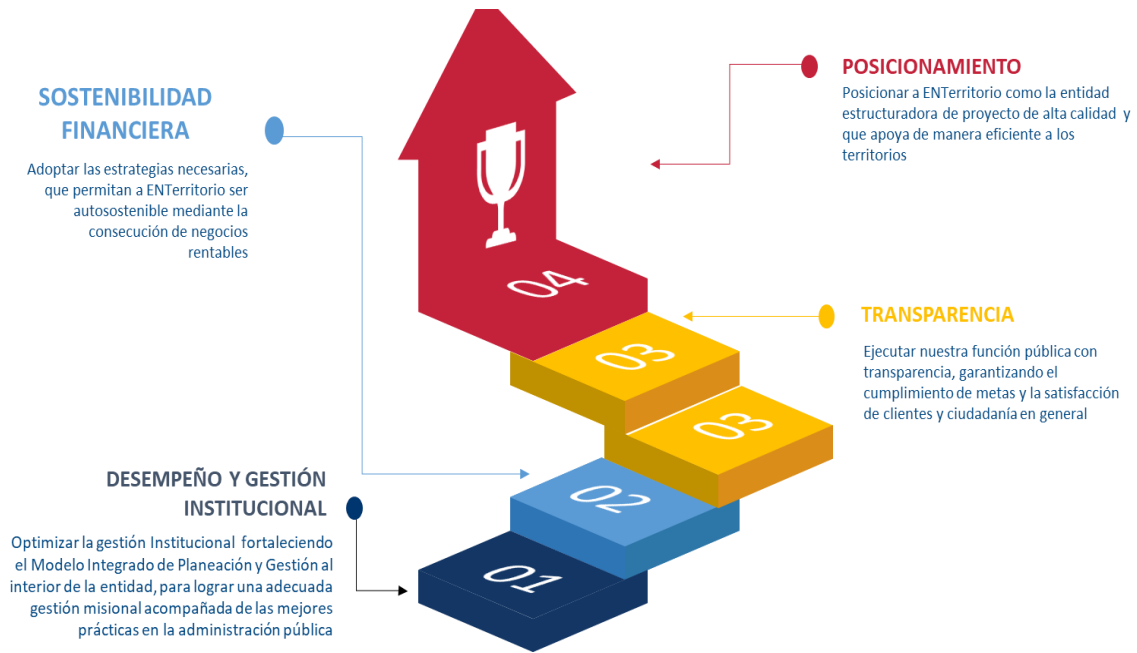 SOSTENIBILIDAD
FINANCIERA
Adoptar las estrategias necesarias,
que permitan a ENTerritorio ser
autosostenible mediante la
consecución de negocios
rentables
POSICIONAMIENTO
Posicionar a ENTerritorio como la entidad
estructuradora de proyecto de alta calidad y
que apoya de manera eficiente a los
territorios
04
TRANSPARENCIA
Ejecutar nuestra función pública con
transparencia, garantizando el
cumplimiento de metas y la satisfacción
de clientes y ciudadanía en general
03
03
DESEMPEÑO Y GESTIÓN
INSTITUCIONAL
Optimizar la gestión Institucional fortaleciendo
el Modelo Integrado de Planeación y Gestión al
interior de la entidad, para lograr una adecuada
gestión misional acompañada de las mejores
prácticas en la administración pública
02
01